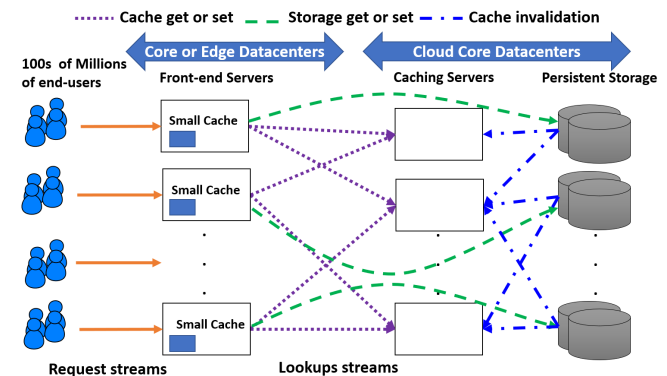 Cache get or set
Storage get or set
Cache invalidation
Core or Edge Datacenters
Cloud Core Datacenters
100s of Millions
of end-users
Front-end Servers
Caching Servers
Persistent Storage
Small Cache
Small Cache
Small Cache
Request streams
Lookups streams